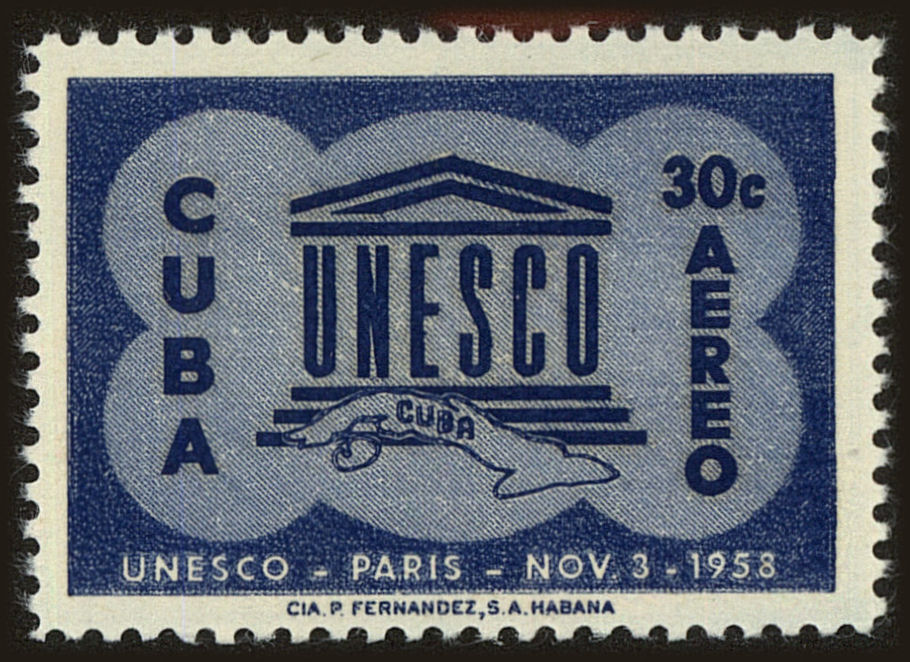 CUBA
30c
AEREO
UNESCO
CUBA
UNESCO - PARIS - NOV. 3 - 1958
CIA. P. FERNANDEZ, S.A. HABANA